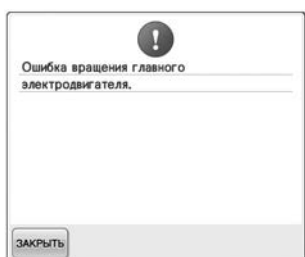 Ошибка вращения главного
электродвигателя.
ЗАКРЫТЬ